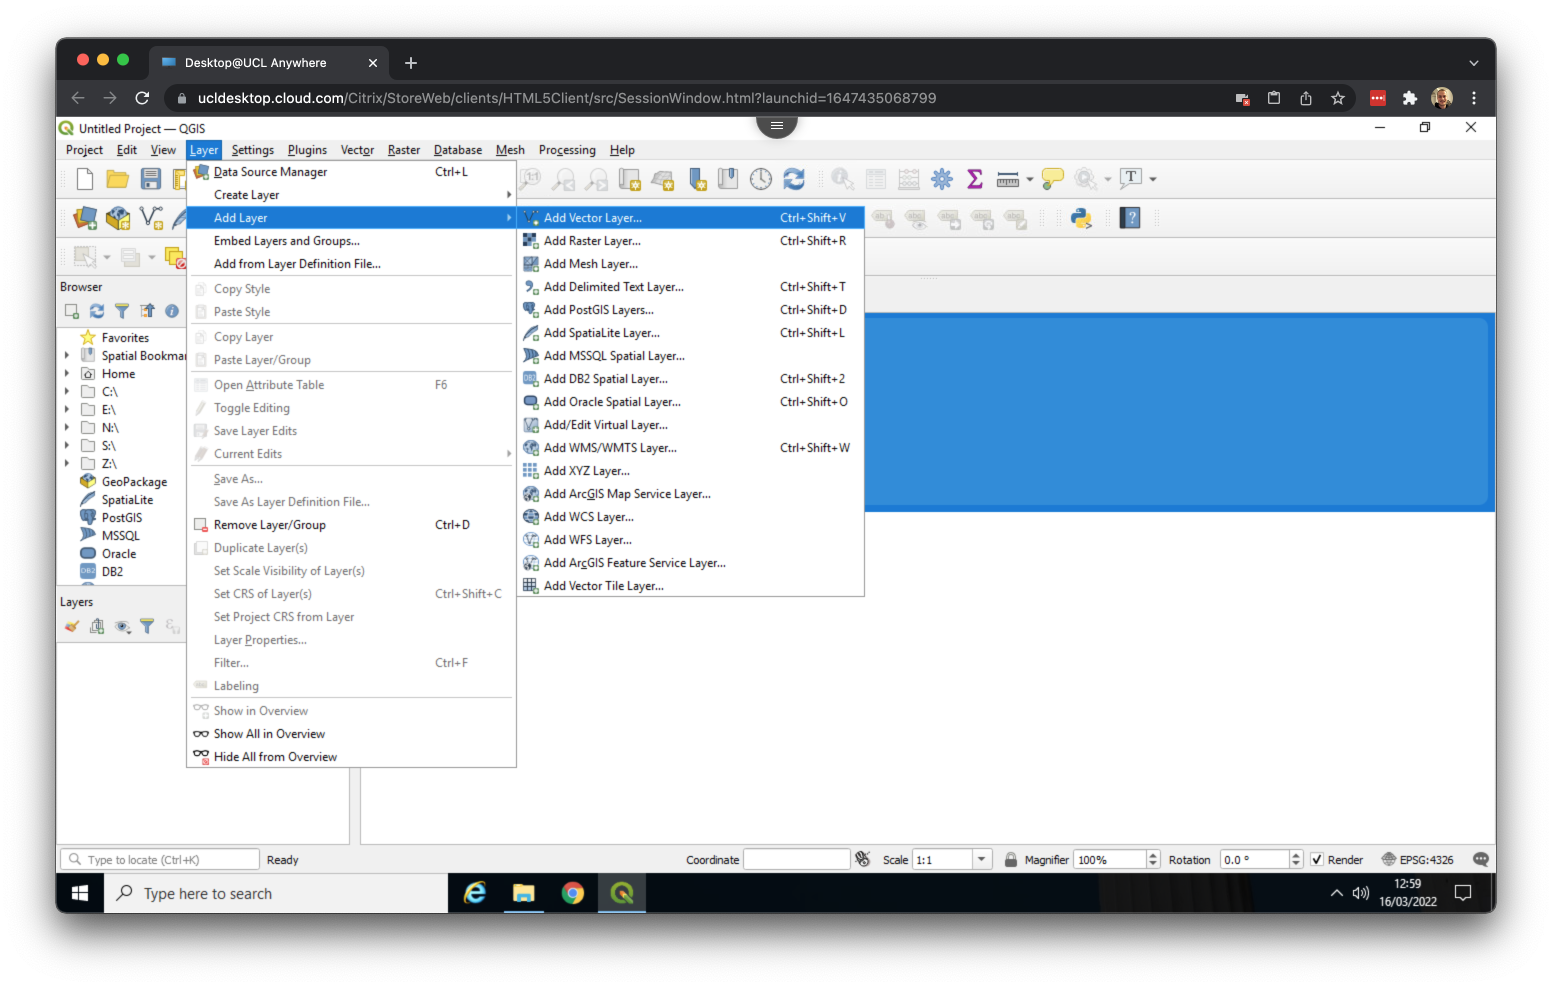 Desktop@UCL Anywhere
ucldesktop.cloud.com/Citrix/StoreWeb/clients/HTML5Client/src/SessionWindow.html?launchid=1647435068799
Untitled Project — QGIS
Project Edit View Layer Settings Plugins Vector Raster Database Mesh Processing Help
Data Source Manager Ctrl+L
Create Layer
Add Layer
Embed Layers and Groups...
Add from Layer Definition File...
Copy Style
Paste Style
Copy Layer
Paste Layer/Group
Open Attribute Table F6
Toggle Editing
Save Layer Edits
Current Edits
Save As...
Save As Layer Definition File...
Remove Layer/Group Ctrl+D
Duplicate Layer(s)
Set Scale Visibility of Layer(s)
Set CRS of Layer(s) Ctrl+Shift+C
Set Project CRS from Layer
Layer Properties...
Filter... Ctrl+F
Labeling
Show in Overview
Show All in Overview
Hide All from Overview
Add Vector Layer... Ctrl+Shift+V
Add Raster Layer... Ctrl+Shift+R
Add Mesh Layer...
Add Delimited Text Layer... Ctrl+Shift+T
Add PostGIS Layers... Ctrl+Shift+D
Add SpatiaLite Layer... Ctrl+Shift+L
Add MSSQL Spatial Layer...
Add DB2 Spatial Layer... Ctrl+Shift+2
Add Oracle Spatial Layer... Ctrl+Shift+O
Add/Edit Virtual Layer...
Add WMS/WMTS Layer... Ctrl+Shift+W
Add XYZ Layer...
Add ArcGIS Map Service Layer...
Add WCS Layer...
Add WFS Layer...
Add ArcGIS Feature Service Layer...
Add Vector Tile Layer...
Browser
Favorites
Spatial Bookmar
Home
C:\
E:\
N:\
S:\
Z:\
GeoPackage
SpatiaLite
PostGIS
MSSQL
Oracle
DB2
Layers
Type to locate (Ctrl+K) Ready Coordinate Scale 1:1 Magnifier 100% Rotation 0.0 ° Render EPSG:4326
Type here to search
12:59
16/03/2022